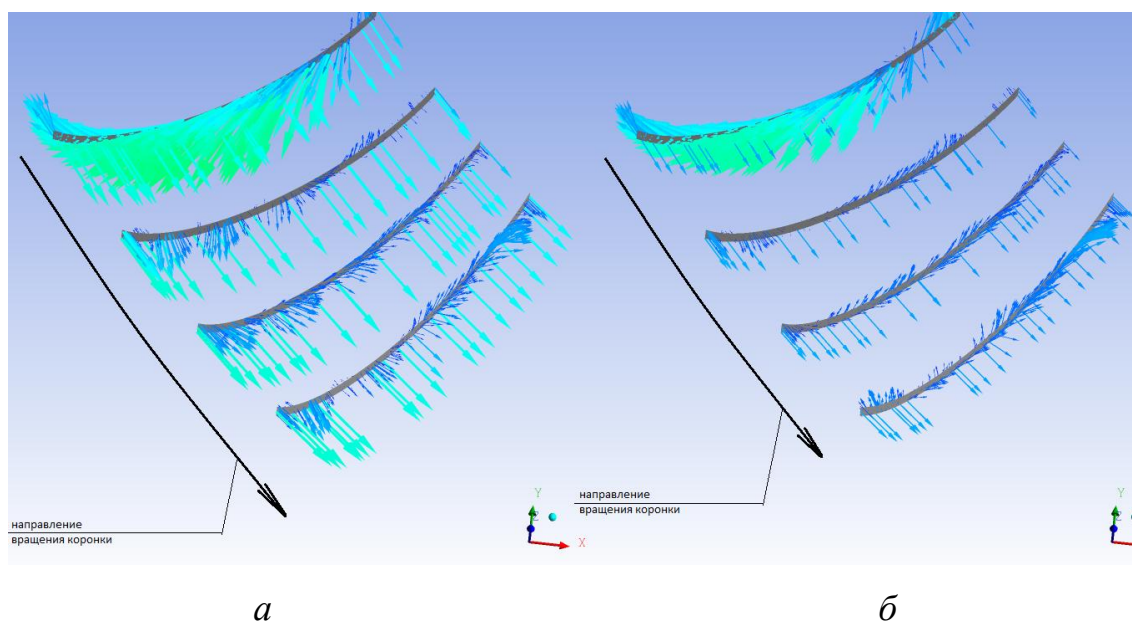 направление
вращения коронки
Y
Z
X
направление
вращения коронки
Y
Z
а
б